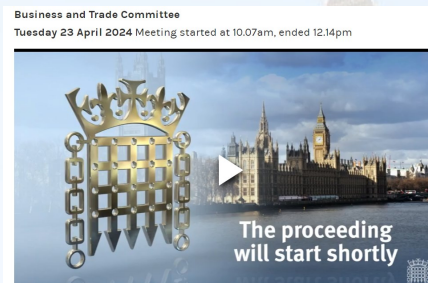 Business and Trade Committee
Tuesday 23 April 2024 Meeting started at 10.07am, ended 12.14pm
The proceeding
will start shortly